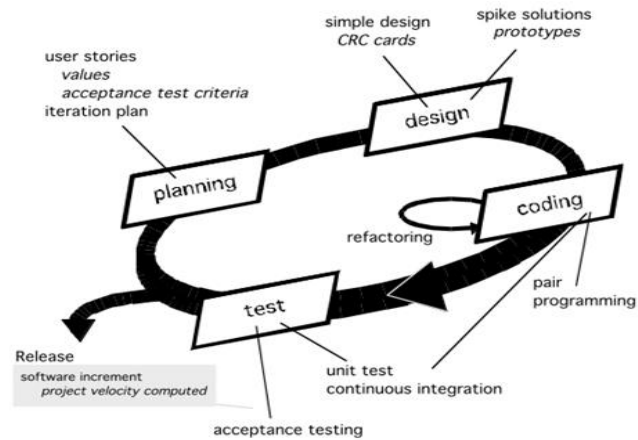 simple design
CRC cards
spike solutions
prototypes
user stories
values
acceptance test criteria
iteration plan
design
planning
coding
refactoring
test
pair
programming
Release
software increment
project velocity computed
unit test
continuous integration
acceptance testing